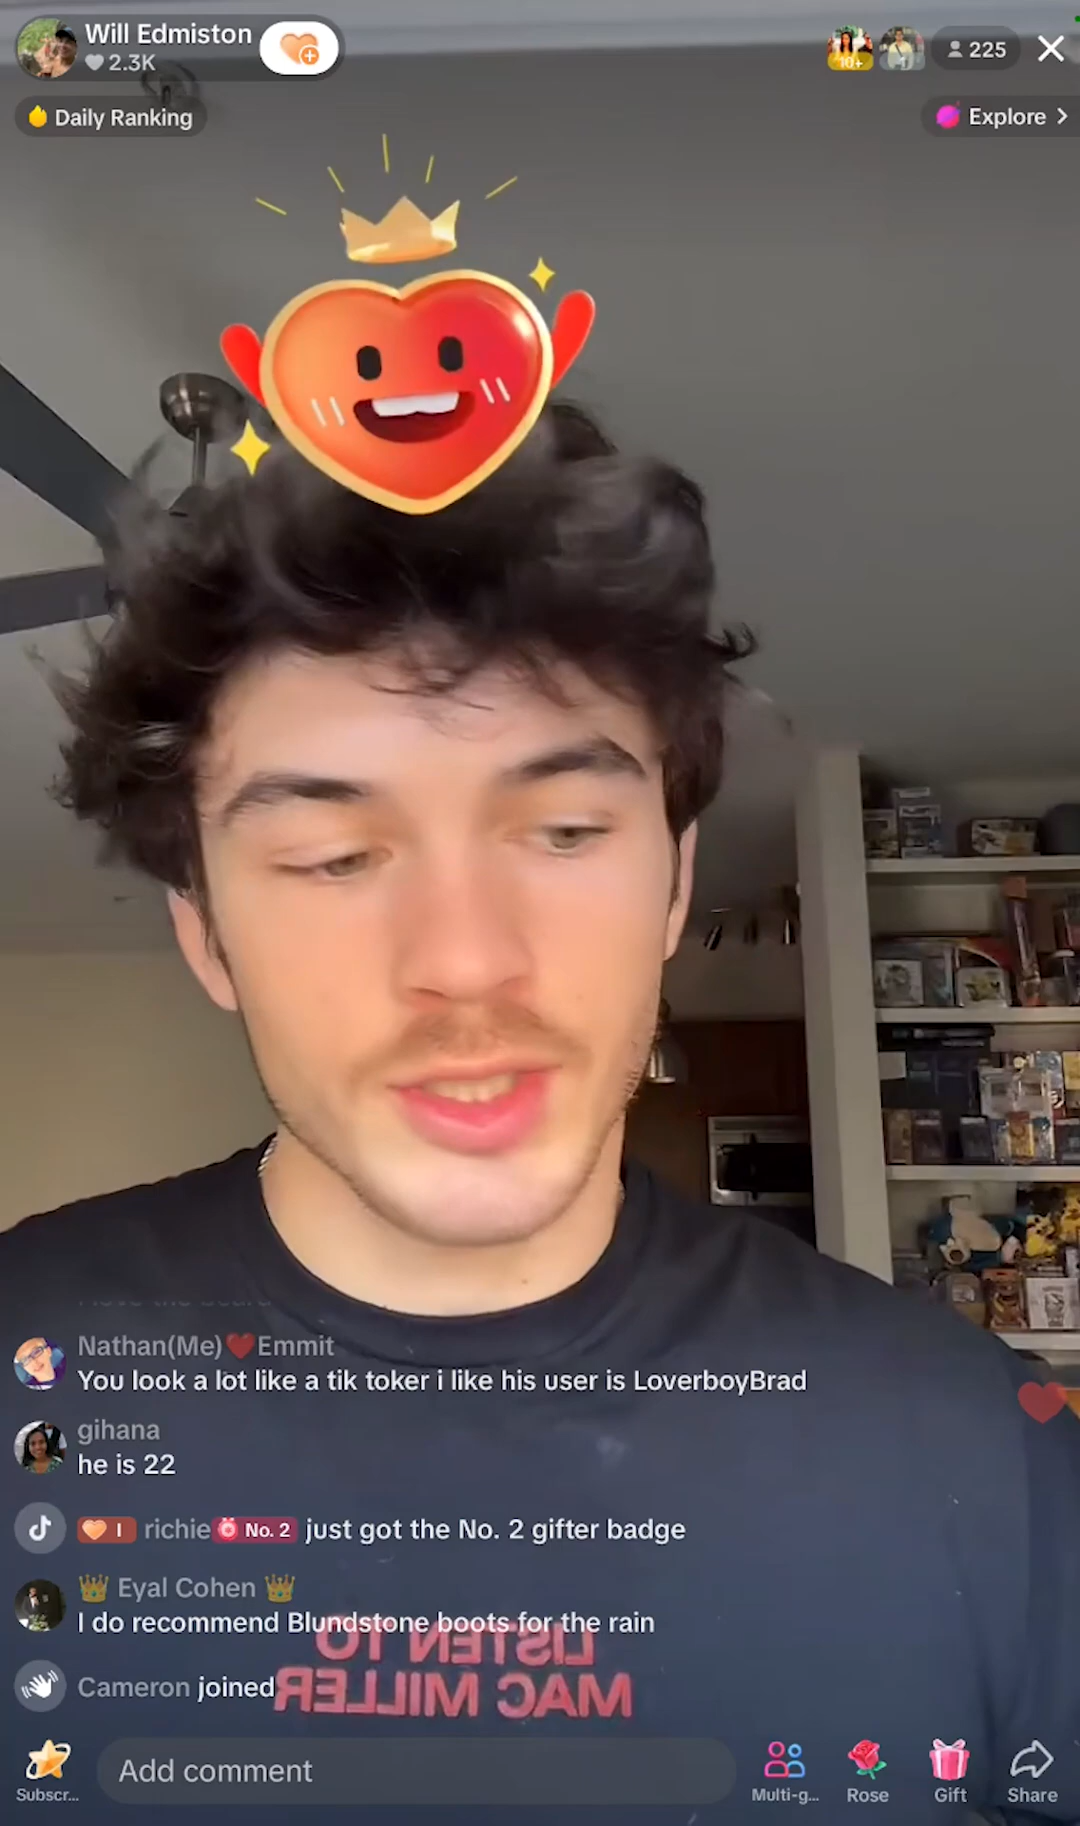 Will Edmiston
2.3K
10+
1
225
Daily Ranking
Explore
Nathan(Me)❤️Emmit
You look a lot like a tik toker i like his user is LoverboyBrad
gihana
he is 22
I richie No. 2 just got the No. 2 gifter badge
👑 Eyal Cohen 👑
I do recommend Blundstone boots for the rain
LISTEN TO
MAC MILLER
Cameron joined
Add comment
Subscr...
Multi-g...
Rose
Gift
Share